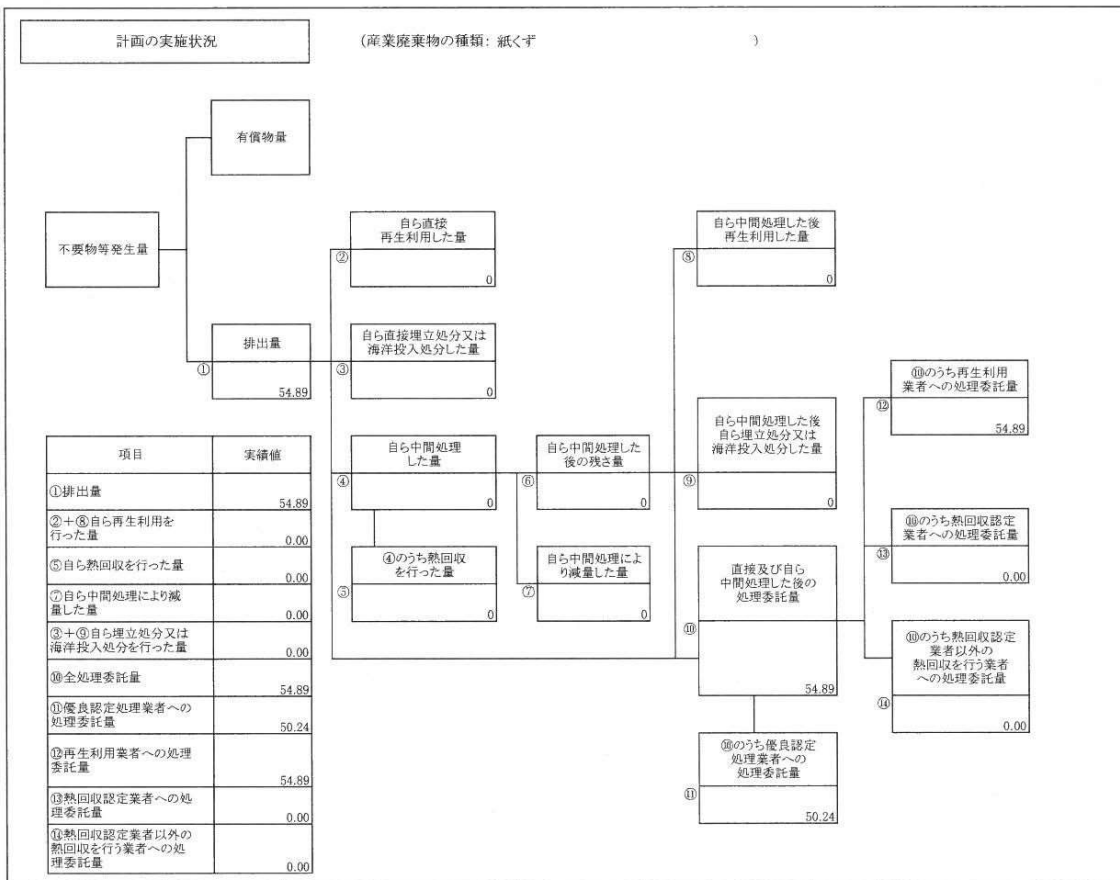 計画の実施状況
(産業廃棄物の種類: 紙くず )
有償物量
不要物等発生量
排出量
①
54.89
自ら直接
再生利用した量
②
0
自ら直接埋立処分又は
海洋投入処分した量
③
0
自ら中間処理
した量
④
0
④のうち熱回収
を行った量
⑤
0
自ら中間処理した
後の残さ量
⑥
0
自ら中間処理によ
り減量した量
⑦
0
自ら中間処理した後
再生利用した量
⑧
0
自ら中間処理した後
自ら埋立処分又は
海洋投入処分した量
⑨
0
直接及び自ら
中間処理した後の
処理委託量
⑩
54.89
⑩のうち優良認定
処理業者への
処理委託量
⑪
50.24
⑩のうち再生利用
業者への処理委託量
⑫
54.89
⑩のうち熱回収認定
業者への処理委託量
⑬
0.00
⑩のうち熱回収認定
業者以外の
熱回収を行う業者
への処理委託量
⑭
0.00
項目 実績値
①排出量 54.89
②+⑧自ら再生利用を
行った量 0.00
⑤自ら熱回収を行った量 0.00
⑦自ら中間処理により減
量した量 0.00
③+⑨自ら埋立処分又は
海洋投入処分を行った量 0.00
⑩全処理委託量 54.89
⑪優良認定処理業者への
処理委託量 50.24
⑫再生利用業者への処理
委託量 54.89
⑬熱回収認定業者への処
理委託量 0.00
⑭熱回収認定業者以外の
熱回収を行う業者への処
理委託量 0.00